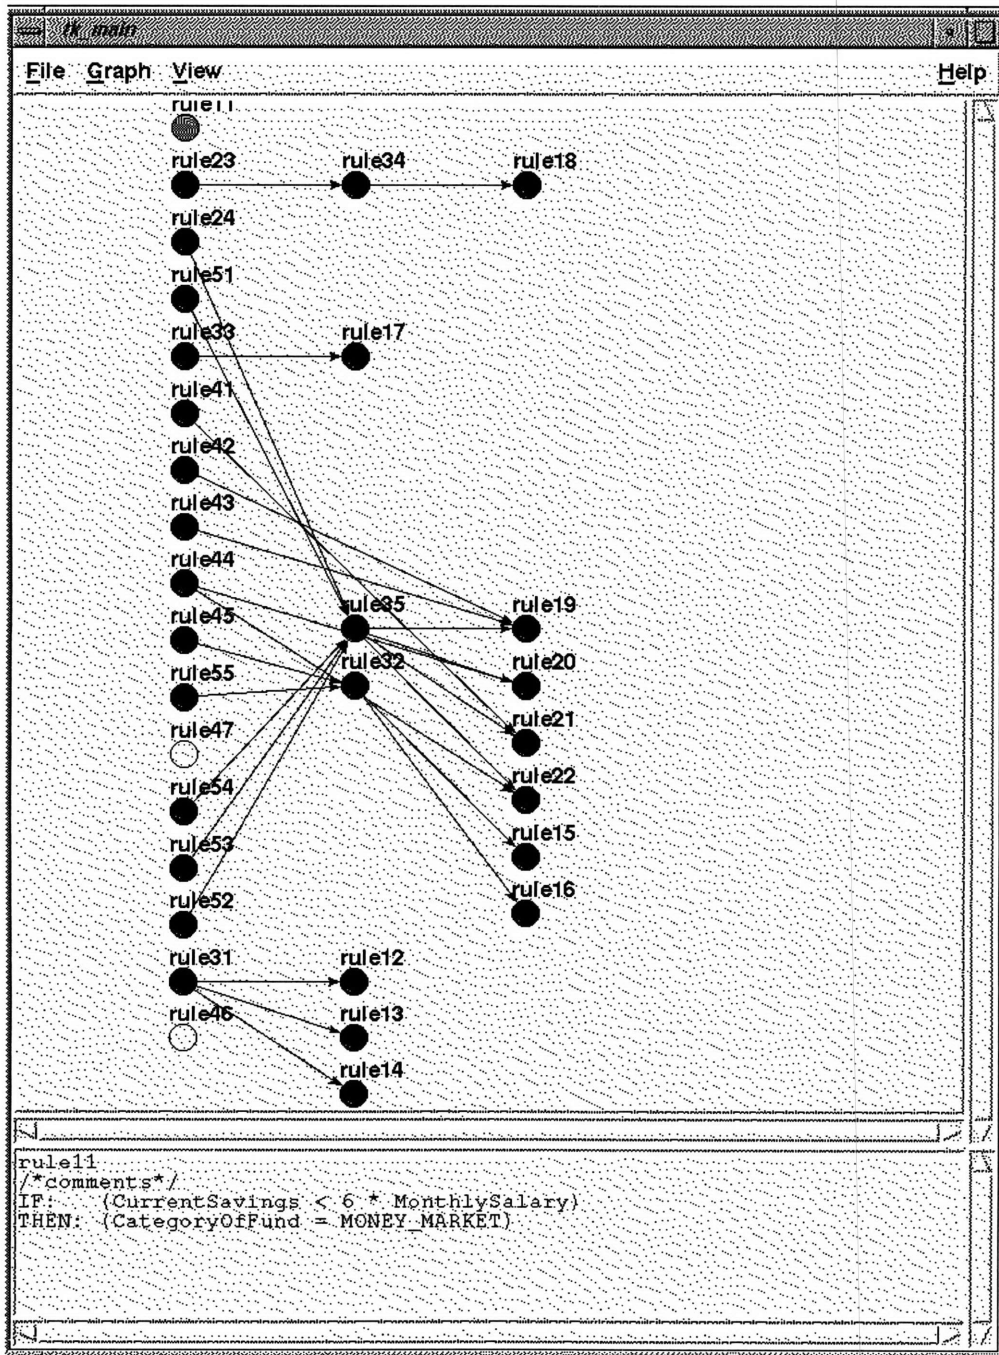 tk_main
File Graph View Help
rule11
rule23 rule34 rule18
rule24
rule51
rule33 rule17
rule41
rule42
rule43
rule44
rule35 rule19
rule45
rule32 rule20
rule55
rule21
rule47
rule22
rule54
rule15
rule53
rule16
rule52
rule31 rule12
rule46 rule13
rule14
rule11
/*comments*/
IF: (CurrentSavings < 6 * MonthlySalary)
THEN: (CategoryOfFund = MONEY_MARKET)